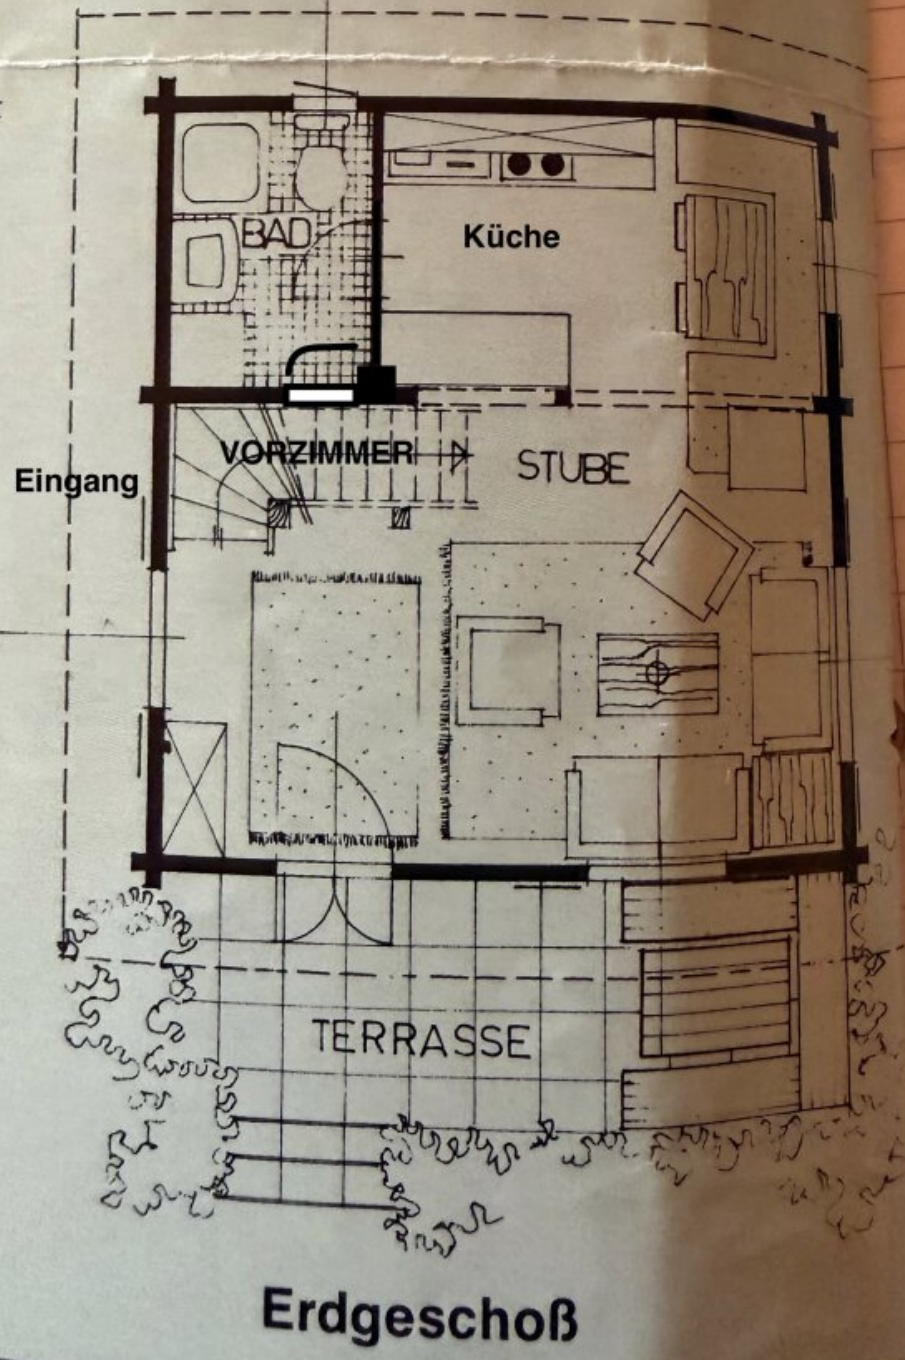 BAD
Küche
VORZIMMER
STUBE
Eingang
TERRASSE
Erdgeschoß